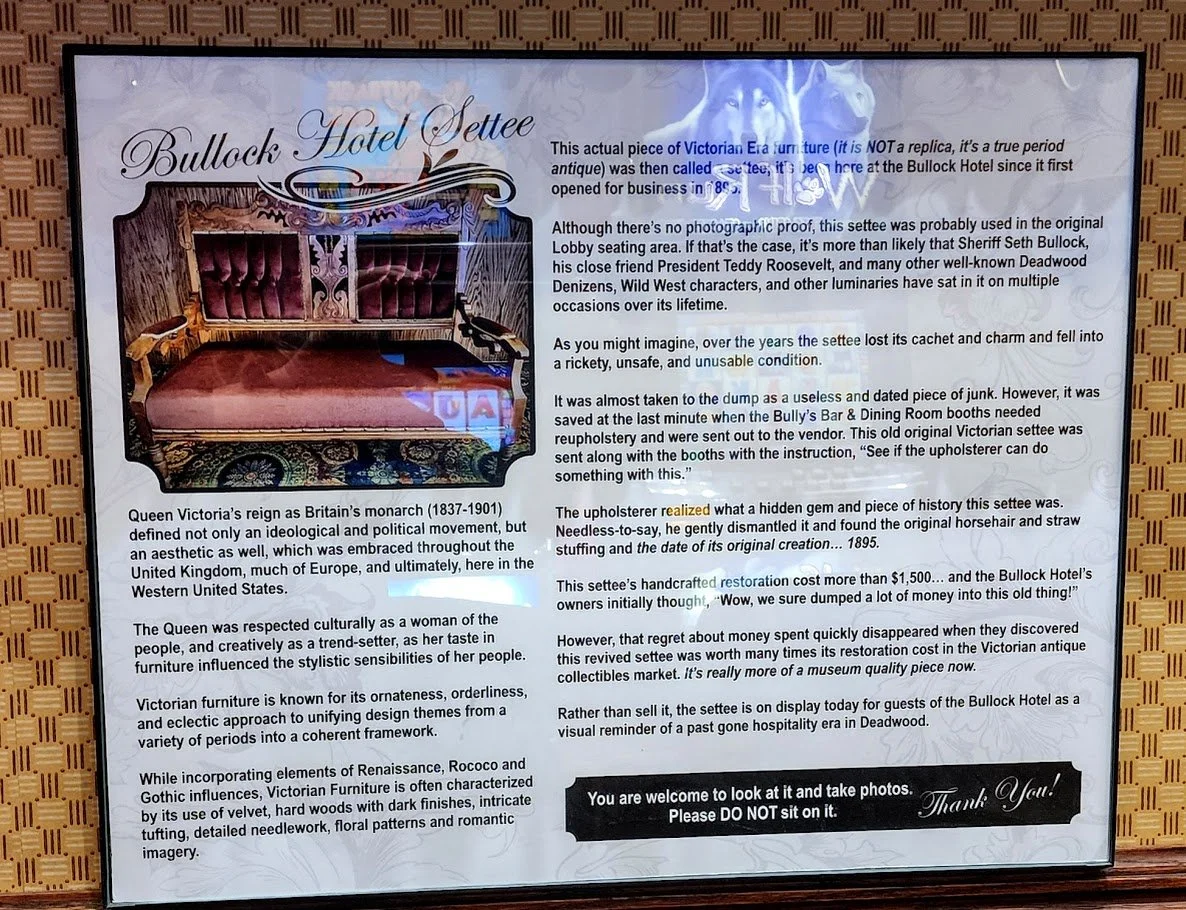 Bullock Hotel Settee
Queen Victoria's reign as Britain's monarch (1837-1901)
defined not only an ideological and political movement, but
an aesthetic as well, which was embraced throughout the
United Kingdom, much of Europe, and ultimately, here in the
Western United States.
The Queen was respected culturally as a woman of the
people, and creatively as a trend-setter, as her taste in
furniture influenced the stylistic sensibilities of her people.
Victorian furniture is known for its ornateness, orderliness,
and eclectic approach to unifying design themes from a
variety of periods into a coherent framework.
While incorporating elements of Renaissance, Rococo and
Gothic influences, Victorian Furniture is often characterized
by its use of velvet, hard woods with dark finishes, intricate
tufting, detailed needlework, floral patterns and romantic
imagery.
This actual piece of Victorian Era furniture (it is NOT a replica, it's a true period
antique) was then called settee; it's been here at the Bullock Hotel since it first
opened for business in
Although there's no photographic proof, this settee was probably used in the original
Lobby seating area. If that's the case, it's more than likely that Sheriff Seth Bullock,
his close friend President Teddy Roosevelt, and many other well-known Deadwood
Denizens, Wild West characters, and other luminaries have sat in it on multiple
occasions over its lifetime.
As you might imagine, over the years the settee lost its cachet and charm and fell into
a rickety, unsafe, and unusable condition.
It was almost taken to the dump as a useless and dated piece of junk. However, it was
saved at the last minute when the Bully's Bar & Dining Room booths needed
reupholstery and were sent out to the vendor. This old original Victorian settee was
sent along with the booths with the instruction, "See if the upholsterer can do
something with this."
The upholsterer realized what a hidden gem and piece of history this settee was.
Needless-to-say, he gently dismantled it and found the original horsehair and straw
stuffing and the date of its original creation... 1895.
This settee's handcrafted restoration cost more than $1,500... and the Bullock Hotel's
owners initially thought, "Wow, we sure dumped a lot of money into this old thing!"
However, that regret about money spent quickly disappeared when they discovered
this revived settee was worth many times its restoration cost in the Victorian antique
collectibles market. It's really more of a museum quality piece now.
Rather than sell it, the settee is on display today for guests of the Bullock Hotel as a
visual reminder of a past gone hospitality era in Deadwood.
You are welcome to look at it and take photos.
Please DO NOT sit on it.
Thank You!